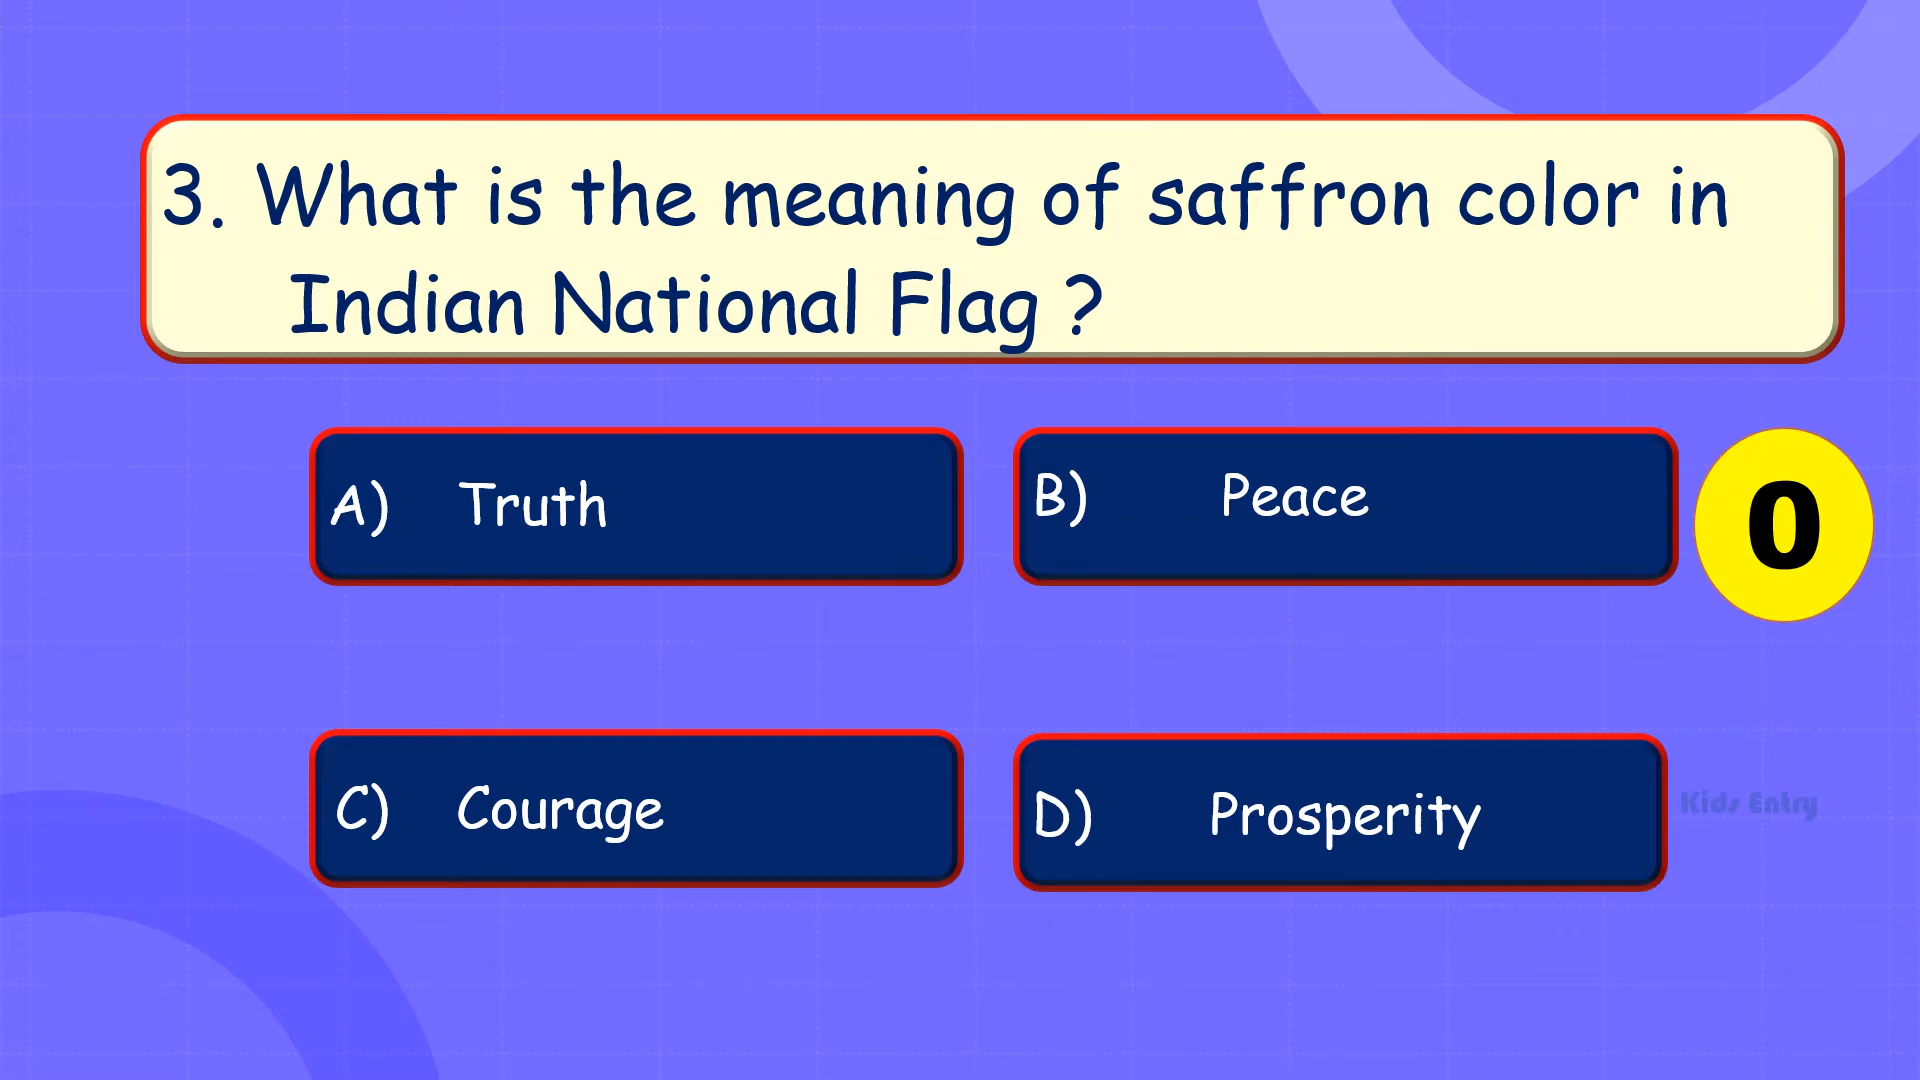 3. What is the meaning of saffron color in
Indian National Flag ?
A) Truth
B) Peace
0
C) Courage
D) Prosperity
Kids Entry